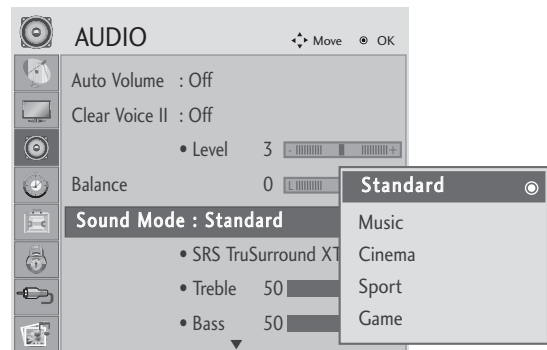 AUDIO
Move OK
Auto Volume : Off
Clear Voice II : Off
• Level 3 - +
Balance 0 L
Sound Mode : Standard
• SRS TruSurround XT
• Treble 50
• Bass 50
Standard
Music
Cinema
Sport
Game